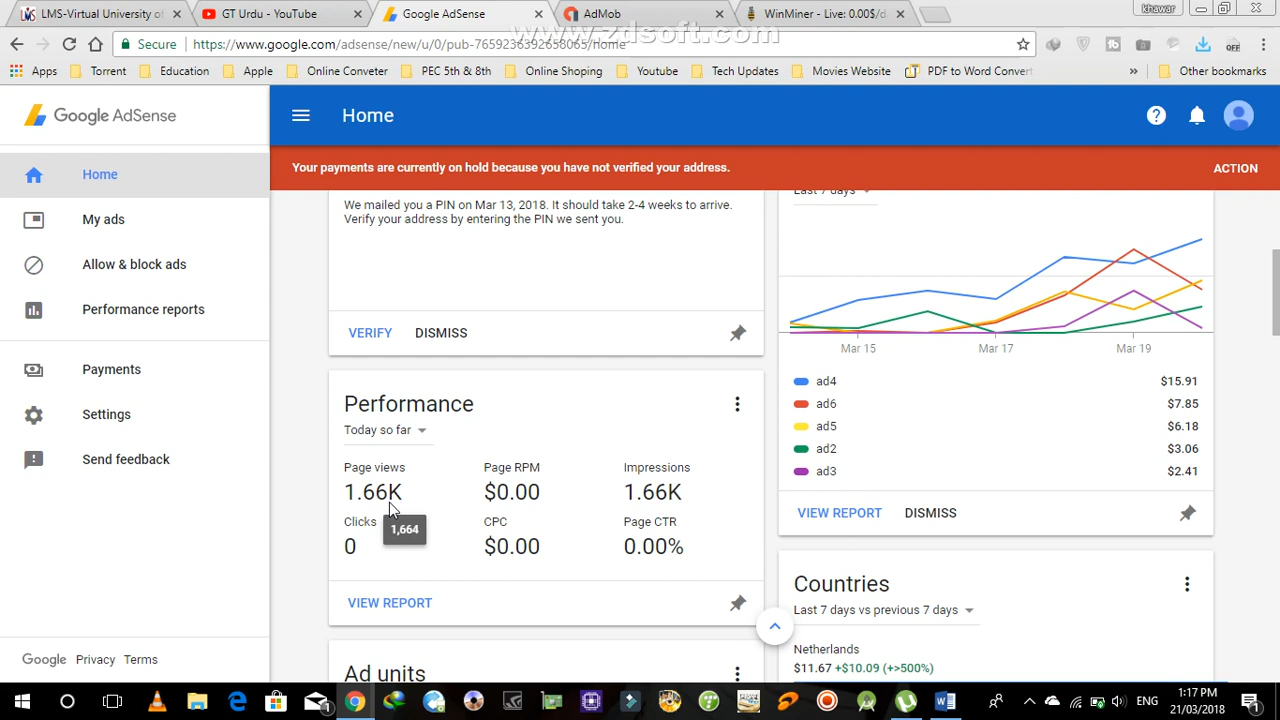 LMS-Virtual University of
GT Urdu - YouTube
Google AdSense
AdMob
WinMiner - Live: 0.00$/d
khawar
www.zdsoft.com
Secure
https://www.google.com/adsense/new/u/0/pub-7659236392658065/home
OFF
Apps
Torrent
Education
Apple
Online Conveter
PEC 5th & 8th
Online Shoping
Youtube
Tech Updates
Movies Website
PDF to Word Convert
»
Other bookmarks
Google AdSense
Home
Your payments are currently on hold because you have not verified your address.
ACTION
Home
My ads
Allow & block ads
Performance reports
Payments
Settings
Send feedback
Google Privacy Terms
We mailed you a PIN on Mar 13, 2018. It should take 2-4 weeks to arrive.
Verify your address by entering the PIN we sent you.
VERIFY DISMISS
Performance
Today so far
Page views Page RPM Impressions
1.66K $0.00 1.66K
Clicks CPC Page CTR
1,664
0 $0.00 0.00%
VIEW REPORT
Ad units
Last 7 days
Mar 15 Mar 17 Mar 19
ad4 $15.91
ad6 $7.85
ad5 $6.18
ad2 $3.06
ad3 $2.41
VIEW REPORT DISMISS
Countries
Last 7 days vs previous 7 days
Netherlands
$11.67 +$10.09 (+>500%)
ENG
1:17 PM
21/03/2018